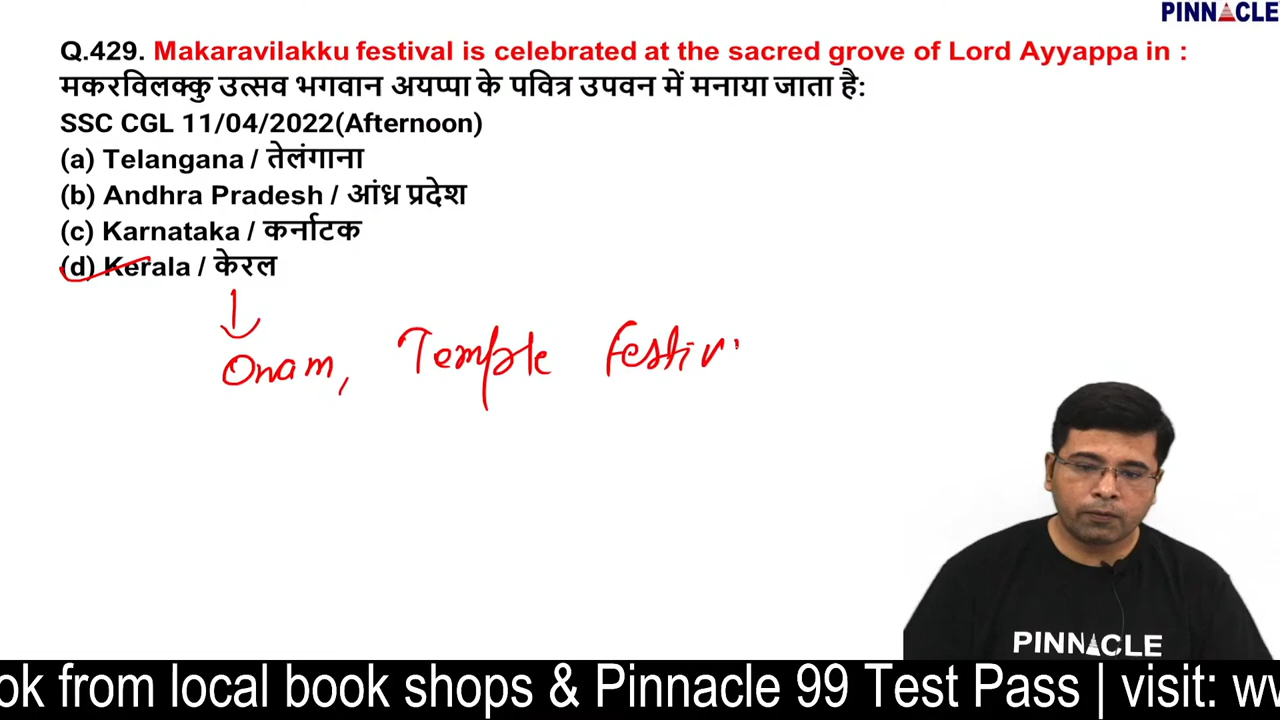 PINNACLE
Q.429. Makaravilakku festival is celebrated at the sacred grove of Lord Ayyappa in :
मकरविलक्कु उत्सव भगवान अयप्पा के पवित्र उपवन में मनाया जाता है:
SSC CGL 11/04/2022(Afternoon)
(a) Telangana / तेलंगाना
(b) Andhra Pradesh / आंध्र प्रदेश
(c) Karnataka / कर्नाटक
(d) Kerala / केरल
Onam, Temple Festiv
PINNACLE
ok from local book shops & Pinnacle 99 Test Pass | visit: wv